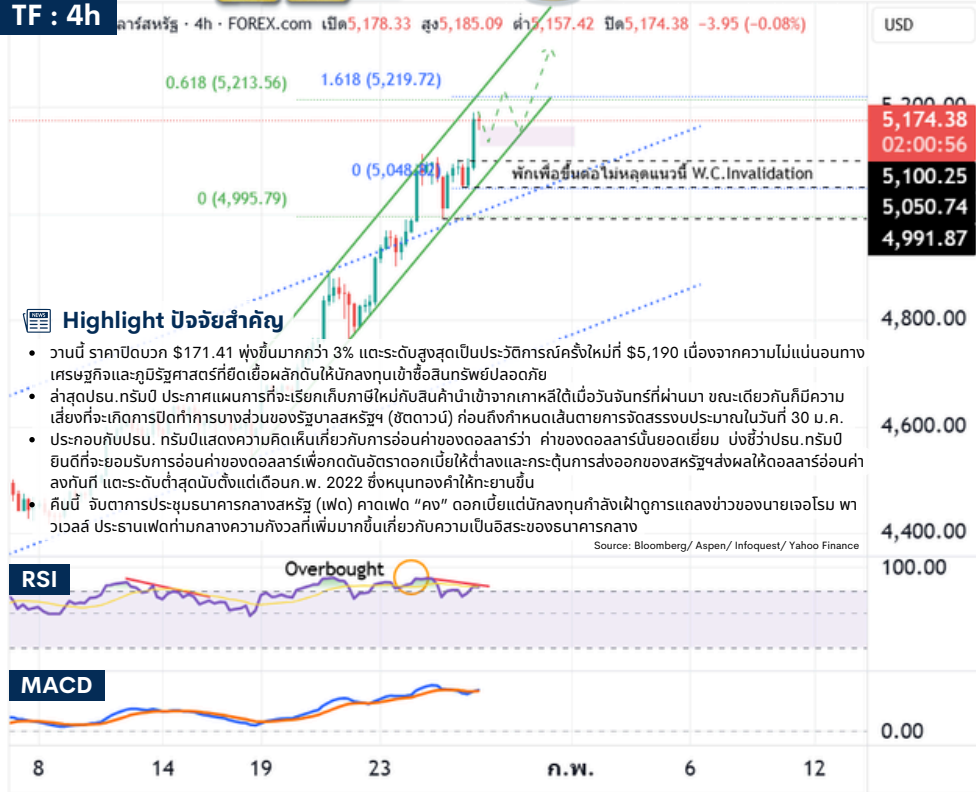 TF : 4h
ลาร์สหรัฐ · 4h · FOREX.com เปิด5,178.33 สูง5,185.09 ต่ำ5,157.42 ปิด5,174.38 −3.95 (−0.08%)
USD
0.618 (5,213.56)
1.618 (5,219.72)
5,200.00
5,174.38
02:00:56
0 (5,048.82)
พักเพื่อขึ้นต่อไม่หลุดแนวนี้ W.C.Invalidation
5,100.25
5,050.74
0 (4,995.79)
4,991.87
4,800.00
Highlight ปัจจัยสำคัญ
• วานนี้ ราคาปิดบวก $171.41 พุ่งขึ้นมากกว่า 3% แตะระดับสูงสุดเป็นประวัติการณ์ครั้งใหม่ที่ $5,190 เนื่องจากความไม่แน่นอนทาง
เศรษฐกิจและภูมิรัฐศาสตร์ที่ยืดเยื้อผลักดันให้นักลงทุนเข้าซื้อสินทรัพย์ปลอดภัย
• ล่าสุดปธน.ทรัมป์ ประกาศแผนการที่จะเรียกเก็บภาษีใหม่กับสินค้านำเข้าจากเกาหลีใต้เมื่อวันจันทร์ที่ผ่านมา ขณะเดียวกันก็มีความ
เสี่ยงที่จะเกิดการปิดทำการบางส่วนของรัฐบาลสหรัฐฯ (ชัตดาวน์) ก่อนถึงกำหนดเส้นตายการจัดสรรงบประมาณในวันที่ 30 ม.ค.
4,600.00
• ประกอบกับปธน. ทรัมป์แสดงความคิดเห็นเกี่ยวกับการอ่อนค่าของดอลลาร์ว่า ค่าของดอลลาร์นั้นยอดเยี่ยม บ่งชี้ว่าปธน.ทรัมป์
ยินดีที่จะยอมรับการอ่อนค่าของดอลลาร์เพื่อกดดันอัตราดอกเบี้ยให้ต่ำลงและกระตุ้นการส่งออกของสหรัฐฯส่งผลให้ดอลลาร์อ่อนค่า
ลงทันที แตะระดับต่ำสุดนับตั้งแต่เดือนก.พ. 2022 ซึ่งหนุนทองคำให้ทะยานขึ้น
• คืนนี้ จับตาการประชุมธนาคารกลางสหรัฐ (เฟด) คาดเฟด “คง” ดอกเบี้ยแต่นักลงทุนกำลังเฝ้าดูการแถลงข่าวของนายเจอโรม พา
วเวลล์ ประธานเฟดท่ามกลางความกังวลที่เพิ่มมากขึ้นเกี่ยวกับความเป็นอิสระของธนาคารกลาง
4,400.00
Source: Bloomberg/ Aspen/ Infoquest/ Yahoo Finance
RSI
Overbought
100.00
MACD
0.00
8 14 19 23 ก.พ. 6 12